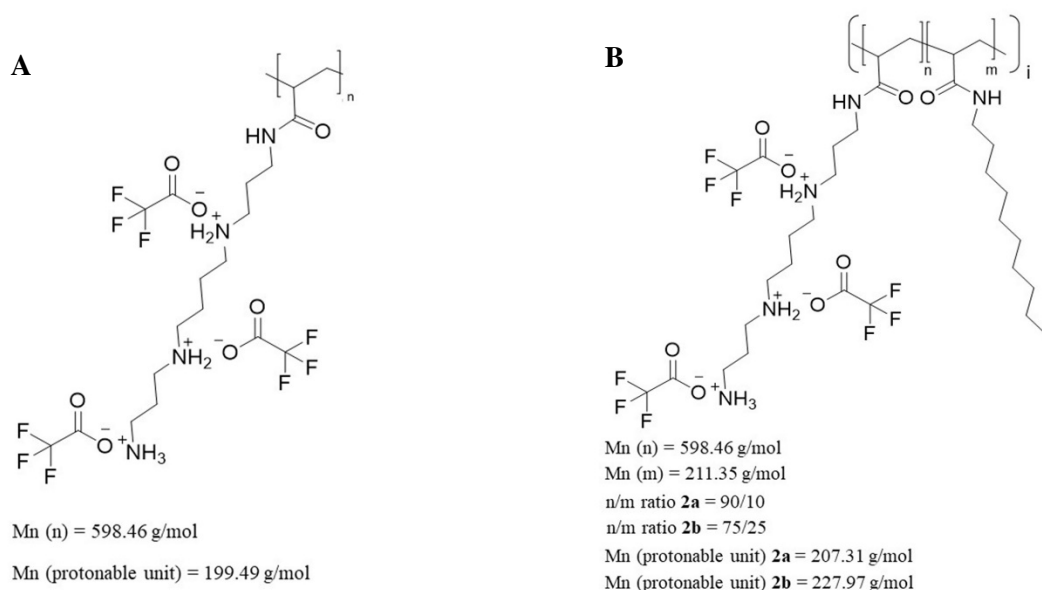 A
n
HN O
O
F O −
F
F H₂N +
O
− O F
+ NH₂ F
F
O
F O − +
F
F NH₃
Mn (n) = 598.46 g/mol
Mn (protonable unit) = 199.49 g/mol
B
n m i
HN O O NH
O
F O −
F
F H₂N +
O
− O F
+ NH₂ F
F
O
F O − +
F
F NH₃
Mn (n) = 598.46 g/mol
Mn (m) = 211.35 g/mol
n/m ratio 2a = 90/10
n/m ratio 2b = 75/25
Mn (protonable unit) 2a = 207.31 g/mol
Mn (protonable unit) 2b = 227.97 g/mol